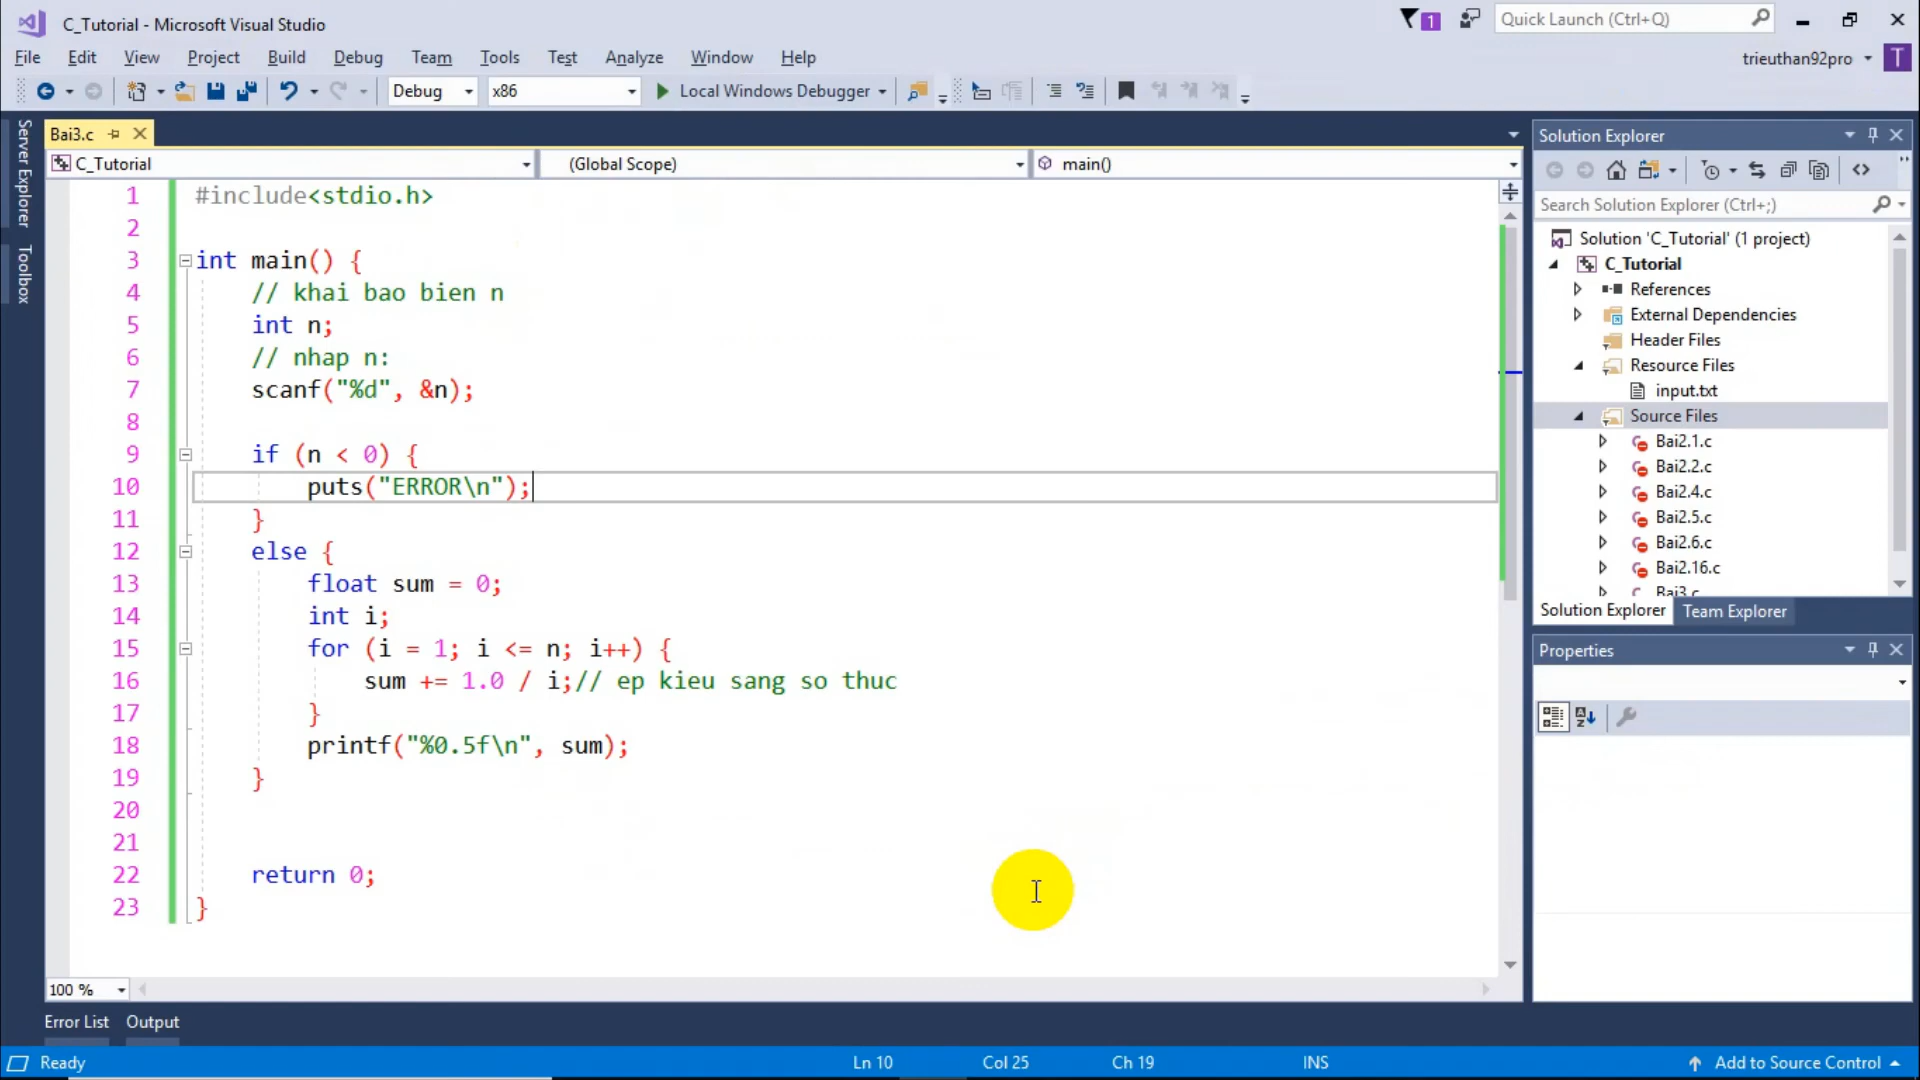 C_Tutorial - Microsoft Visual Studio
1
Quick Launch (Ctrl+Q)
File Edit View Project Build Debug Team Tools Test Analyze Window Help
trieuthan92pro T
Debug x86 Local Windows Debugger
Server Explorer
Toolbox
Bai3.c
C_Tutorial (Global Scope) main()
1 #include<stdio.h>
2
3 int main() {
4 // khai bao bien n
5 int n;
6 // nhap n:
7 scanf("%d", &n);
8
9 if (n < 0) {
10 puts("ERROR\n");
11 }
12 else {
13 float sum = 0;
14 int i;
15 for (i = 1; i <= n; i++) {
16 sum += 1.0 / i;// ep kieu sang so thuc
17 }
18 printf("%0.5f\n", sum);
19 }
20
21
22 return 0;
23 }
100 %
Error List Output
Solution Explorer
Search Solution Explorer (Ctrl+;)
Solution 'C_Tutorial' (1 project)
C_Tutorial
References
External Dependencies
Header Files
Resource Files
input.txt
Source Files
Bai2.1.c
Bai2.2.c
Bai2.4.c
Bai2.5.c
Bai2.6.c
Bai2.16.c
Bai3.c
Solution Explorer Team Explorer
Properties
Ready Ln 10 Col 25 Ch 19 INS Add to Source Control